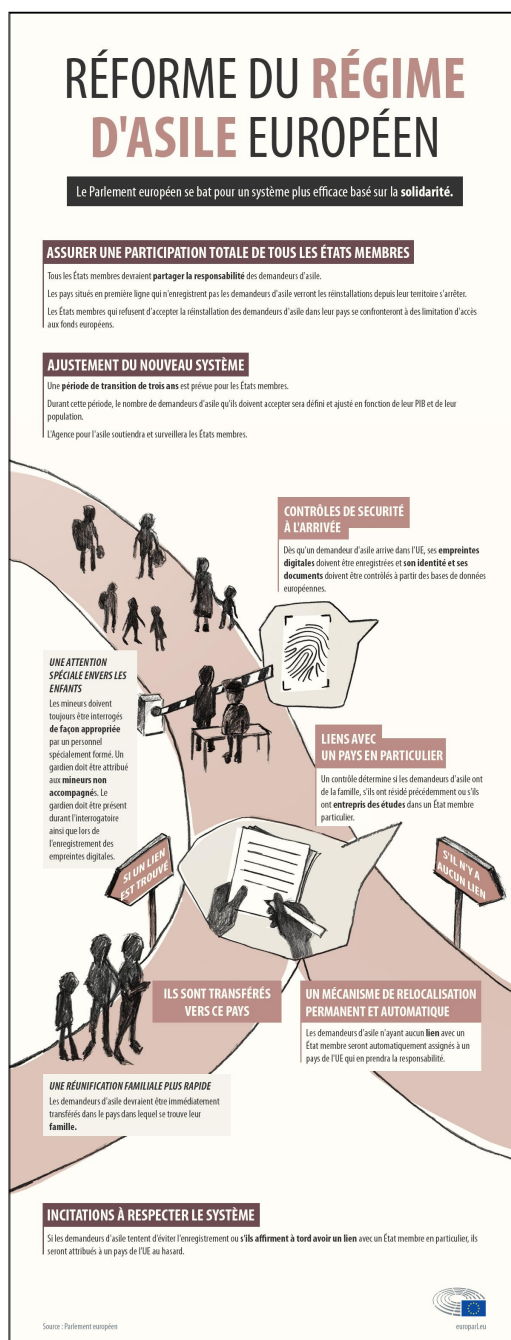 RÉFORME DU RÉGIME
D'ASILE EUROPÉEN
Le Parlement européen se bat pour un système plus efficace basé sur la solidarité.
ASSURER UNE PARTICIPATION TOTALE DE TOUS LES ÉTATS MEMBRES
Tous les États membres devraient partager la responsabilité des demandeurs d'asile.
Les pays situés en première ligne qui n'enregistrent pas les demandeurs d'asile verront les réinstallations depuis leur territoire s'arrêter.
Les États membres qui refusent d'accepter la réinstallation des demandeurs d'asile dans leur pays se confronteront à des limitation d'accès
aux fonds européens.
AJUSTEMENT DU NOUVEAU SYSTÈME
Une période de transition de trois ans est prévue pour les États membres.
Durant cette période, le nombre de demandeurs d'asile qu'ils doivent accepter sera défini et ajusté en fonction de leur PIB et de leur
population.
L'Agence pour l'asile soutiendra et surveillera les États membres.
CONTRÔLES DE SECURITÉ
À L'ARRIVÉE
Dès qu'un demandeur d'asile arrive dans l'UE, ses empreintes
digitales doivent être enregistrées et son identité et ses
documents doivent être contrôlés à partir des bases de données
européennes.
UNE ATTENTION
SPÉCIALE ENVERS LES
ENFANTS
Les mineurs doivent
toujours être interrogés
de façon appropriée
par un personnel
spécialement formé. Un
gardien doit être attribué
aux mineurs non
accompagnés. Le
gardien doit être présent
durant l'interrogatoire
ainsi que lors de
l'enregistrement des
empreintes digitales.
LIENS AVEC
UN PAYS EN PARTICULIER
Un contrôle détermine si les demandeurs d'asile ont
de la famille, s'ils ont résidé précédemment ou s'ils
ont entrepris des études dans un État membre
particulier.
SI UN LIEN
EST TROUVÉ
S'IL N'Y A
AUCUN LIEN
ILS SONT TRANSFÉRÉS
VERS CE PAYS
UN MÉCANISME DE RELOCALISATION
PERMANENT ET AUTOMATIQUE
Les demandeurs d'asile n'ayant aucun lien avec un
État membre seront automatiquement assignés à un
pays de l'UE qui en prendra la responsabilité.
UNE RÉUNIFICATION FAMILIALE PLUS RAPIDE
Les demandeurs d'asile devraient être immédiatement
transférés dans le pays dans lequel se trouve leur
famille.
INCITATIONS À RESPECTER LE SYSTÈME
Si les demandeurs d'asile tentent d'éviter l'enregistrement ou s'ils affirment à tord avoir un lien avec un État membre en particulier, ils
seront attribués à un pays de l'UE au hasard.
Source : Parlement européen
europarl.eu